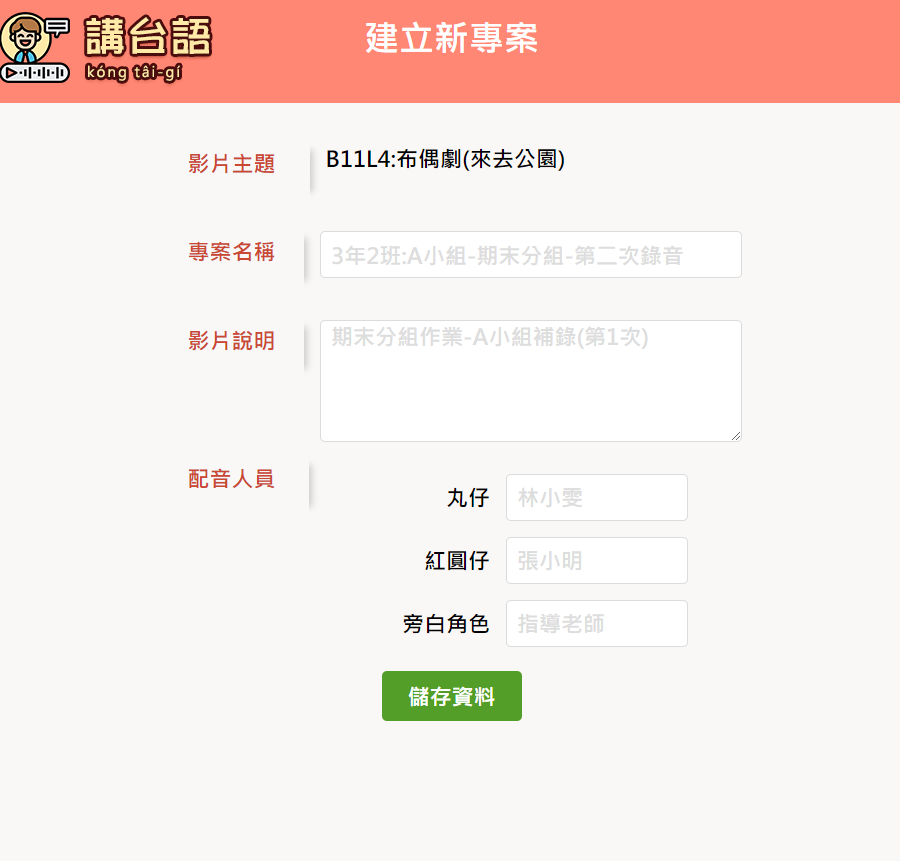 講台語
kóng tâi-gí
建立新專案
影片主題
B11L4:布偶劇(來去公園)
專案名稱
3年2班:A小組-期末分組-第二次錄音
影片說明
期末分組作業-A小組補錄(第1次)
配音人員
丸仔
林小雯
紅圓仔
張小明
旁白角色
指導老師
儲存資料